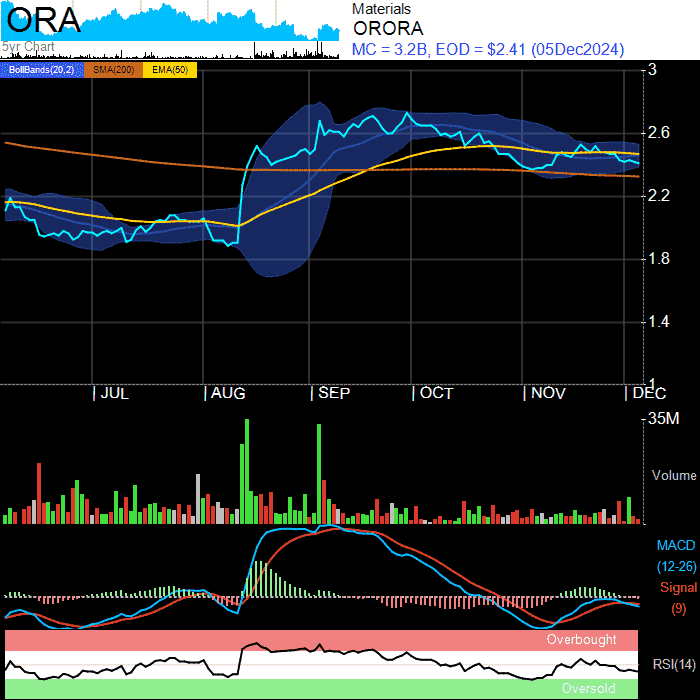 ORA
5yr Chart
Materials
ORORA
MC = 3.2B, EOD = $2.41 (05Dec2024)
BollBands(20,2) SMA(200) EMA(50)
3
2.6
2.2
1.8
1.4
1
JUL AUG SEP OCT NOV DEC
35M
Volume
MACD
(12-26)
Signal
(9)
Overbought
RSI(14)
Oversold